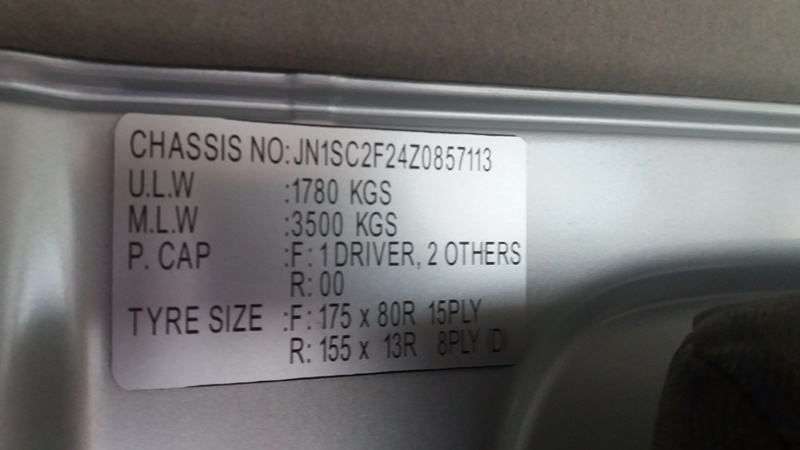 CHASSIS NO: JN1SC2F24Z0857113
U.L.W :1780 KGS
M.L.W :3500 KGS
P. CAP :F: 1 DRIVER, 2 OTHERS
R: 00
TYRE SIZE :F: 175 x 80R 15PLY
R: 155 x 13R 8PLY (D)